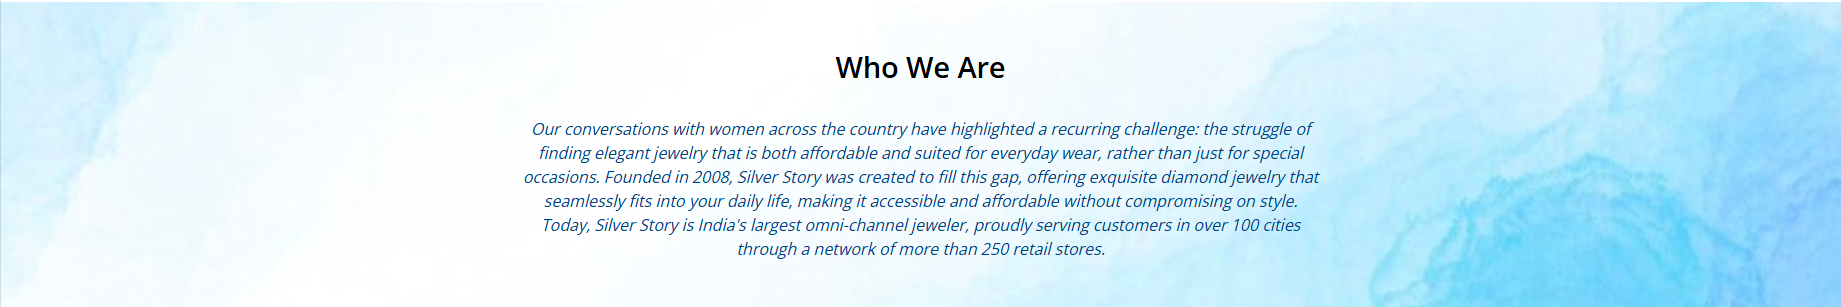 Who We Are
Our conversations with women across the country have highlighted a recurring challenge: the struggle of
finding elegant jewelry that is both affordable and suited for everyday wear, rather than just for special
occasions. Founded in 2008, Silver Story was created to fill this gap, offering exquisite diamond jewelry that
seamlessly fits into your daily life, making it accessible and affordable without compromising on style.
Today, Silver Story is India's largest omni-channel jeweler, proudly serving customers in over 100 cities
through a network of more than 250 retail stores.